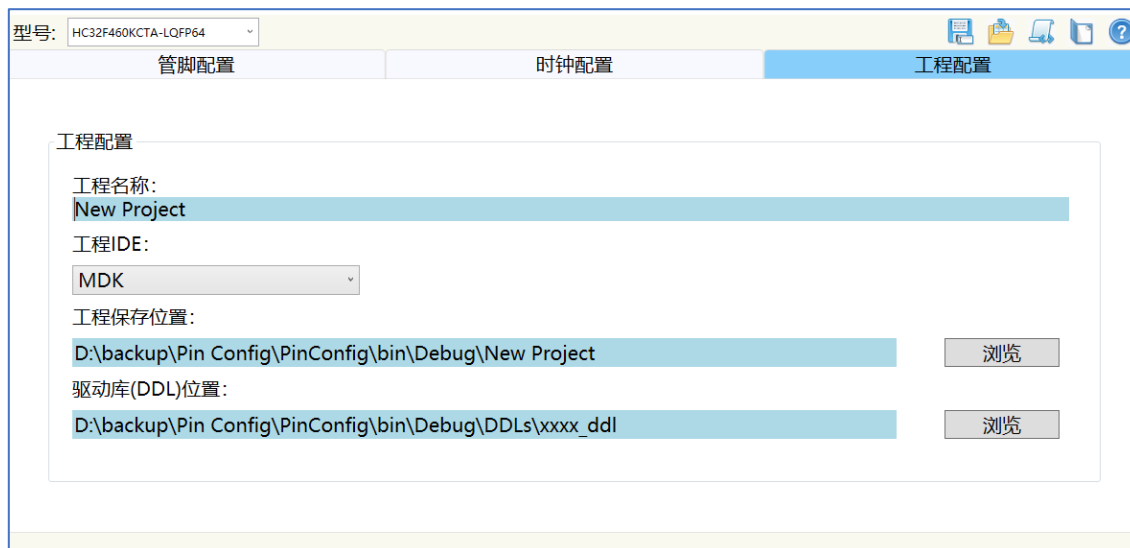 型号: HC32F460KCTA-LQFP64
管脚配置 时钟配置 工程配置
工程配置
工程名称:
New Project
工程IDE:
MDK
工程保存位置:
D:\backup\Pin Config\PinConfig\bin\Debug\New Project 浏览
驱动库(DDL)位置:
D:\backup\Pin Config\PinConfig\bin\Debug\DDLs\xxxx_ddl 浏览